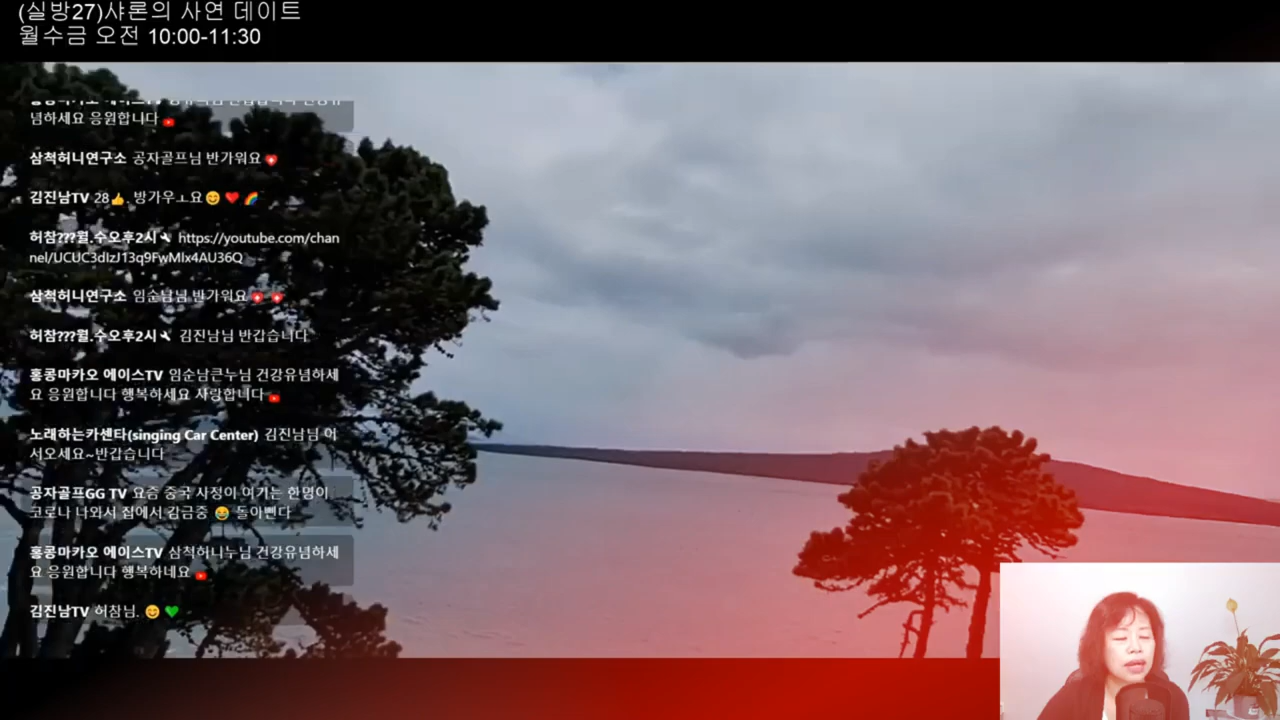 (실방27)샤론의 사연 데이트
월수금 오전 10:00-11:30
념하세요 응원합니다
삼척허니연구소 공자골프님 반가워요
김진남TV 28👍. 방가우ㅗ요😊 ❤️ 🌈
허참???월.수오후2시 https://youtube.com/chan
nel/UCUC3dIzJ13q9FwMIx4AU36Q
삼척허니연구소 임순남님 반가워요
허참???월.수오후2시 김진남님 반갑습니다
홍콩마카오 에이스TV 임순남큰누님 건강유념하세
요 응원합니다 행복하세요 사랑합니다
노래하는카센타(singing Car Center) 김진남님 어
서오세요~반갑습니다
공자골프GG TV 요즘 중국 사정이 여기는 한명이
코로나 나와서 집에서 감금중 😂 돌아삔다
홍콩마카오 에이스TV 삼척허니누님 건강유념하세
요 응원합니다 행복하네요
김진남TV 허참님. 😊 💚